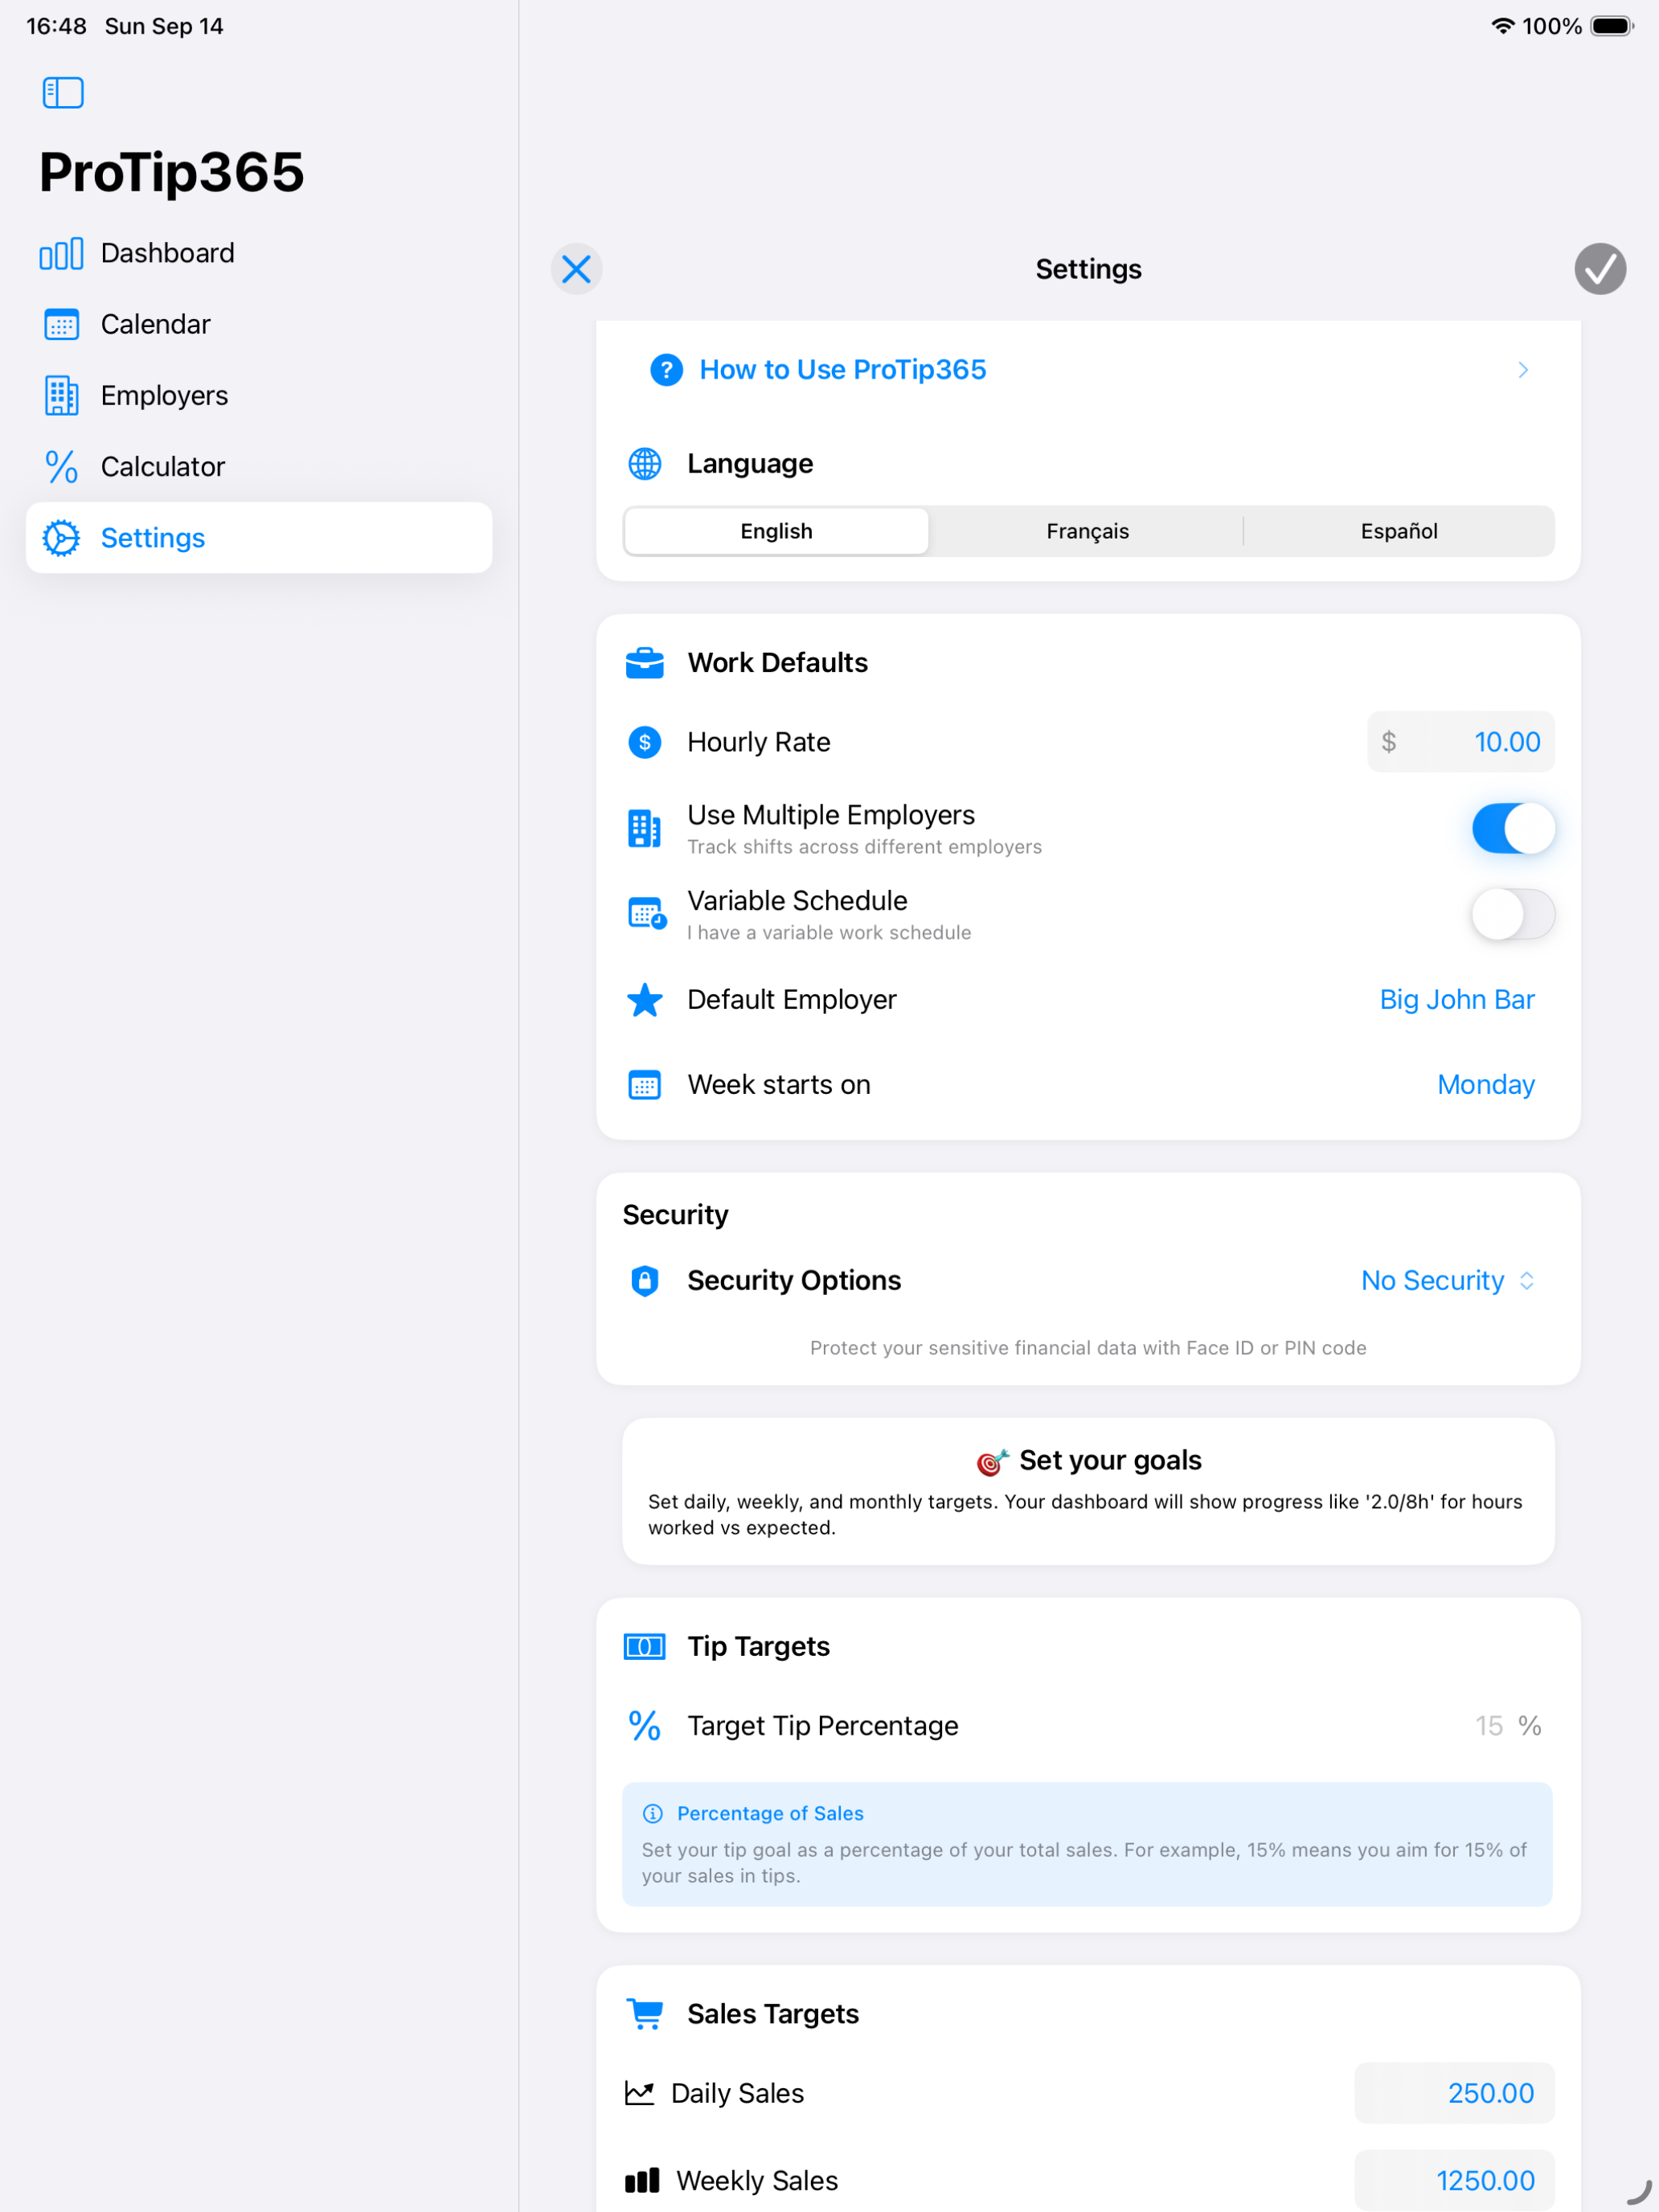 16:48 Sun Sep 14
100%
ProTip365
Dashboard
Calendar
Employers
Calculator
Settings
Settings
How to Use ProTip365
Language
English Français Español
Work Defaults
Hourly Rate $ 10.00
Use Multiple Employers
Track shifts across different employers
Variable Schedule
I have a variable work schedule
Default Employer Big John Bar
Week starts on Monday
Security
Security Options No Security
Protect your sensitive financial data with Face ID or PIN code
Set your goals
Set daily, weekly, and monthly targets. Your dashboard will show progress like '2.0/8h' for hours
worked vs expected.
Tip Targets
% Target Tip Percentage 15 %
Percentage of Sales
Set your tip goal as a percentage of your total sales. For example, 15% means you aim for 15% of
your sales in tips.
Sales Targets
Daily Sales 250.00
Weekly Sales 1250.00